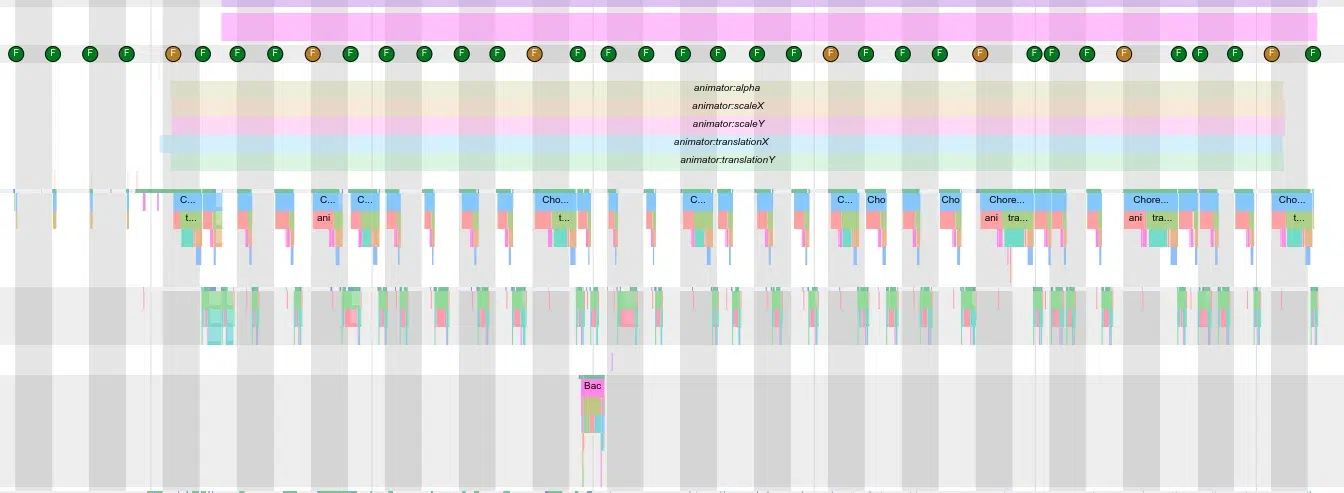 F F F F F F F F F F F F F F F F F F F F F F F F F F F F F F F F F F F F
animator:alpha
animator:scaleX
animator:scaleY
animator:translationX
animator:translationY
C... C... C... Cho... C... C... Cho Cho Chore... Chore... Cho...
t... ani t... ani tra... ani tra... t...
Bac